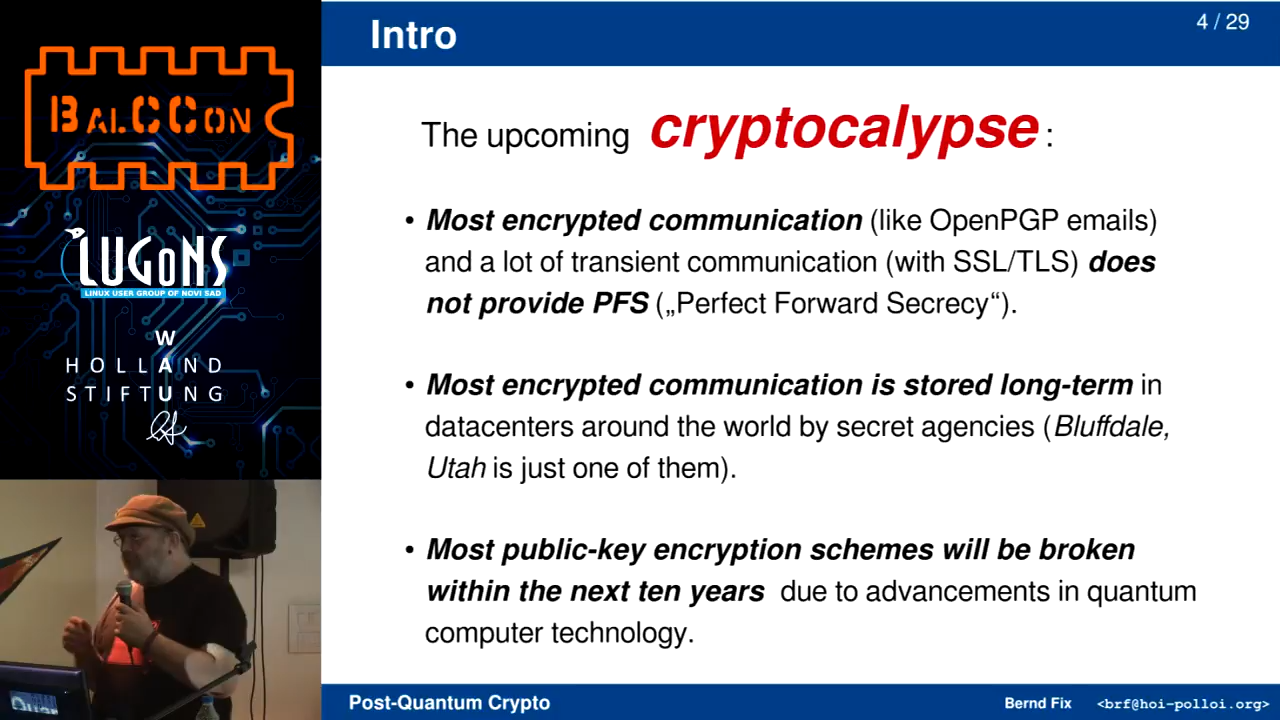 BALCCON
LUGONS
LINUX USER GROUP OF NOVI SAD
W
HOLLAND
U
STIFTUNG
Intro
4 / 29
The upcoming cryptocalypse :
• Most encrypted communication (like OpenPGP emails)
and a lot of transient communication (with SSL/TLS) does
not provide PFS („Perfect Forward Secrecy“).
• Most encrypted communication is stored long-term in
datacenters around the world by secret agencies (Bluffdale,
Utah is just one of them).
• Most public-key encryption schemes will be broken
within the next ten years due to advancements in quantum
computer technology.
Post-Quantum Crypto
Bernd Fix <brf@hoi-polloi.org>